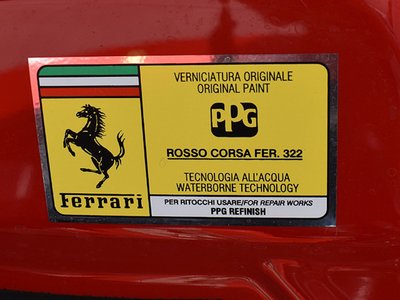 VERNICIATURA ORIGINALE
ORIGINAL PAINT
PPG
ROSSO CORSA FER. 322
TECNOLOGIA ALL'ACQUA
WATERBORNE TECHNOLOGY
Ferrari
PER RITOCCHI USARE/FOR REPAIR WORKS
PPG REFINISH